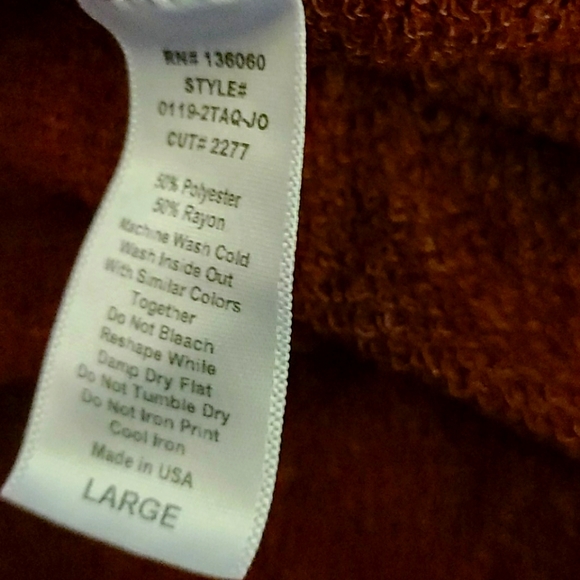 RN# 136060
STYLE#
0119-2TAQ-JO
CUT# 2277
50% Polyester
50% Rayon
Machine Wash Cold
Wash Inside Out
With Similar Colors
Together
Do Not Bleach
Reshape While
Damp Dry Flat
Do Not Tumble Dry
Do Not Iron Print
Cool Iron
Made in USA
LARGE